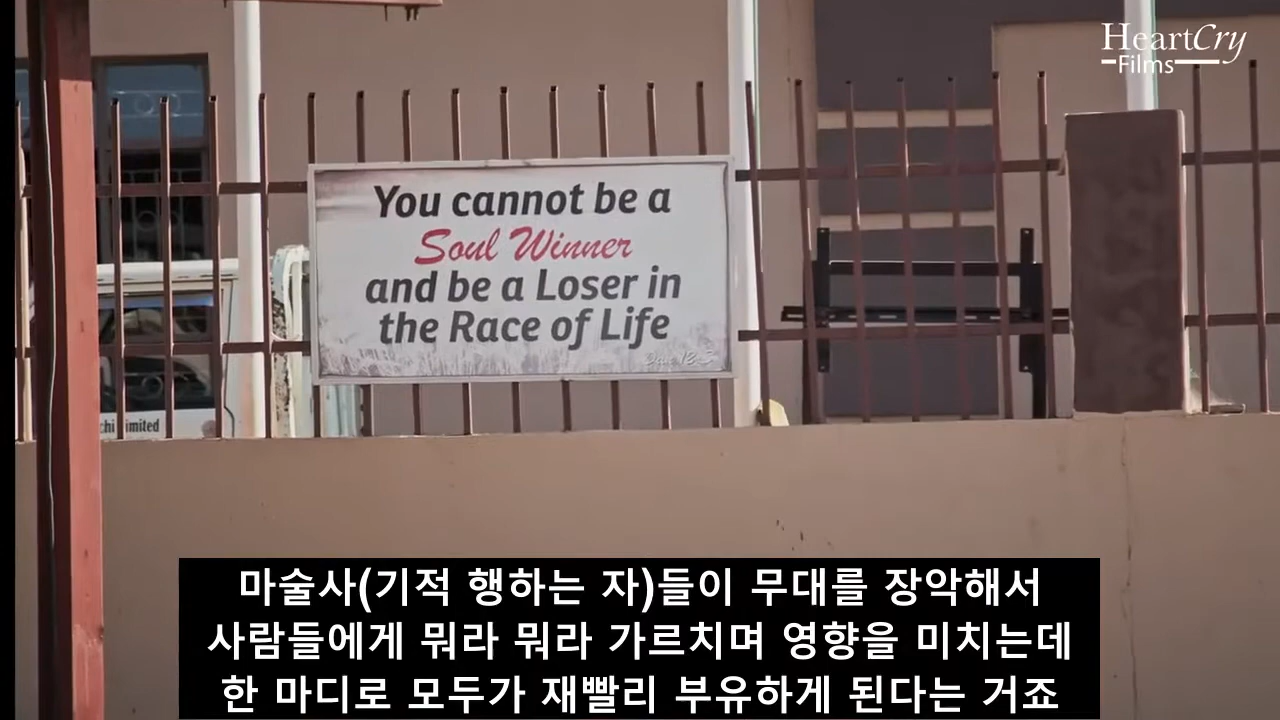 HeartCry
Films
You cannot be a
Soul Winner
and be a Loser in
the Race of Life
imited
마술사(기적 행하는 자)들이 무대를 장악해서
사람들에게 뭐라 뭐라 가르치며 영향을 미치는데
한 마디로 모두가 재빨리 부유하게 된다는 거죠